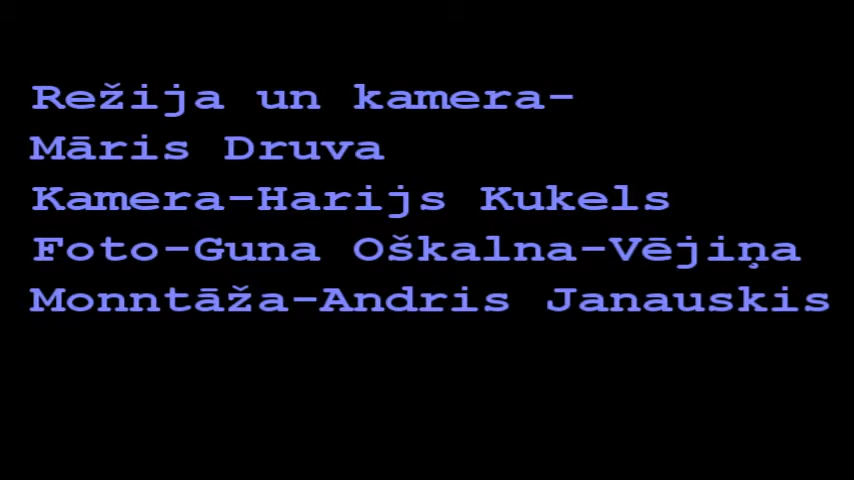 Režija un kamera-
Māris Druva
Kamera-Harijs Kukels
Foto-Guna Oškalna-Vējiņa
Monntāža-Andris Janauskis